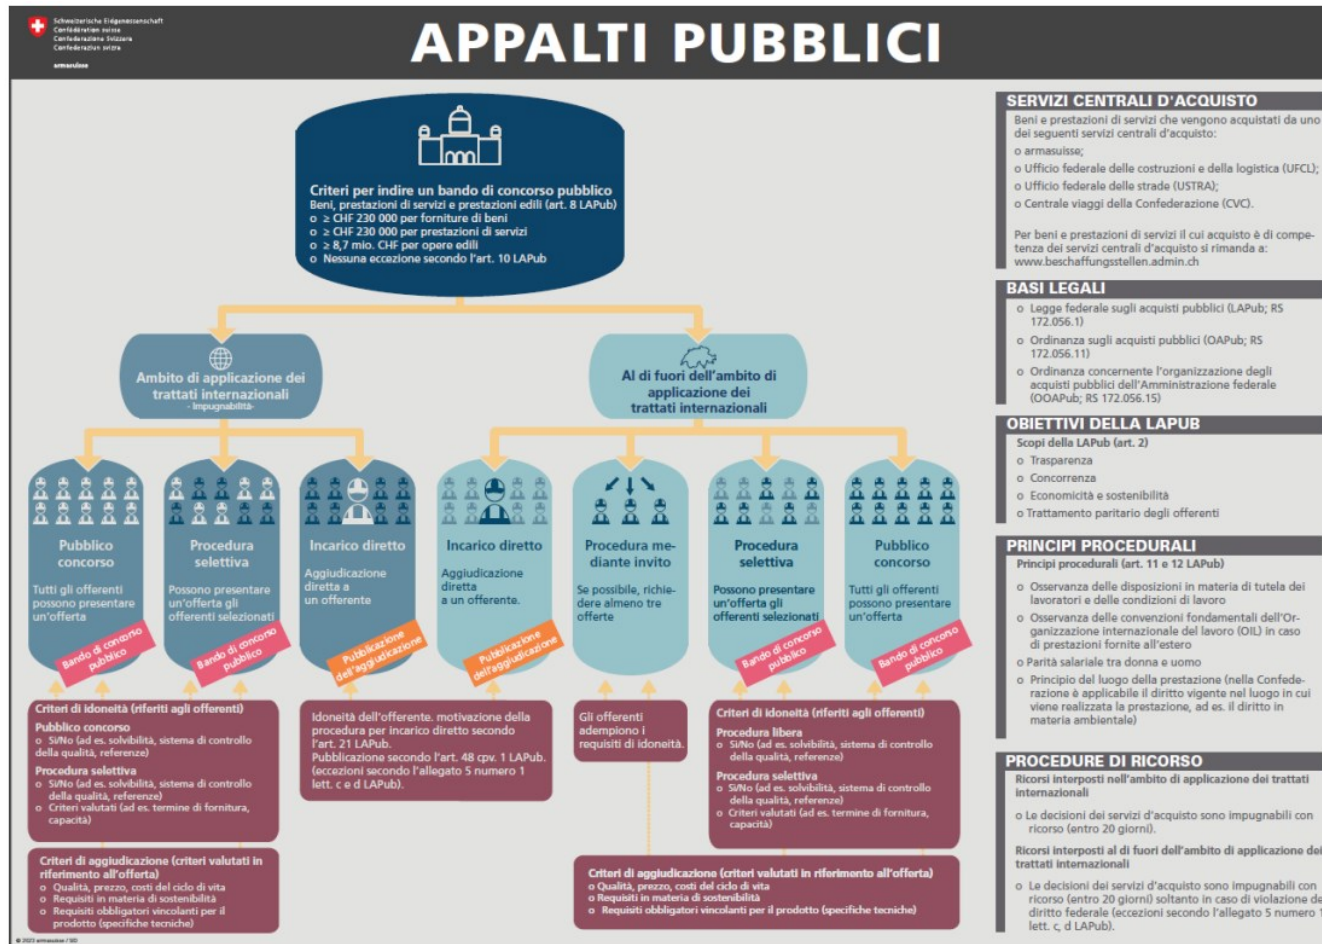 Schweizerische Eidgenossenschaft
Confédération suisse
Confederazione Svizzera
Confederaziun svizra
armasuisse
APPALTI PUBBLICI
Criteri per indire un bando di concorso pubblico
Beni, prestazioni di servizi e prestazioni edili (art. 8 LAPub)
o ≥ CHF 230 000 per forniture di beni
o ≥ CHF 230 000 per prestazioni di servizi
o ≥ 8,7 mio. CHF per opere edili
o Nessuna eccezione secondo l'art. 10 LAPub
Ambito di applicazione dei
trattati internazionali
- Impugnabilità-
Al di fuori dell'ambito di
applicazione dei
trattati internazionali
Pubblico
concorso
Tutti gli offerenti
possono presentare
un'offerta
Bando di concorso
pubblico
Procedura
selettiva
Possono presentare
un'offerta gli
offerenti selezionati
Bando di concorso
pubblico
Incarico diretto
Aggiudicazione
diretta a
un offerente
Pubblicazione
dell'aggiudicazione
Incarico diretto
Aggiudicazione
diretta
a un offerente.
Pubblicazione
dell'aggiudicazione
Procedura me-
diante invito
Se possibile, richie-
dere almeno tre
offerte
Procedura
selettiva
Possono presentare
un'offerta gli
offerenti selezionati
Bando di concorso
pubblico
Pubblico
concorso
Tutti gli offerenti
possono presentare
un'offerta
Bando di concorso
pubblico
Criteri di idoneità (riferiti agli offerenti)
Pubblico concorso
o Sì/No (ad es. solvibilità, sistema di controllo
della qualità, referenze)
Procedura selettiva
o Sì/No (ad es. solvibilità, sistema di controllo
della qualità, referenze)
o Criteri valutati (ad es. termine di fornitura,
capacità)
Criteri di aggiudicazione (criteri valutati in
riferimento all'offerta)
o Qualità, prezzo, costi del ciclo di vita
o Requisiti in materia di sostenibilità
o Requisiti obbligatori vincolanti per il
prodotto (specifiche tecniche)
Idoneità dell'offerente. motivazione della
procedura per incarico diretto secondo
l'art. 21 LAPub.
Pubblicazione secondo l'art. 48 cpv. 1 LAPub.
(eccezioni secondo l'allegato 5 numero 1
lett. c e d LAPub).
Gli offerenti
adempiono i
requisiti di idoneità.
Criteri di idoneità (riferiti agli offerenti)
Procedura libera
o Sì/No (ad es. solvibilità, sistema di controllo
della qualità, referenze)
Procedura selettiva
o Sì/No (ad es. solvibilità, sistema di controllo
della qualità, referenze)
o Criteri valutati (ad es. termine di fornitura,
capacità)
Criteri di aggiudicazione (criteri valutati in riferimento all'offerta)
o Qualità, prezzo, costi del ciclo di vita
o Requisiti in materia di sostenibilità
o Requisiti obbligatori vincolanti per il prodotto (specifiche tecniche)
SERVIZI CENTRALI D'ACQUISTO
Beni e prestazioni di servizi che vengono acquistati da uno
dei seguenti servizi centrali d'acquisto:
o armasuisse;
o Ufficio federale delle costruzioni e della logistica (UFCL);
o Ufficio federale delle strade (USTRA);
o Centrale viaggi della Confederazione (CVC).
Per beni e prestazioni di servizi il cui acquisto è di compe-
tenza dei servizi centrali d'acquisto si rimanda a:
www.beschaffungsstellen.admin.ch
BASI LEGALI
o Legge federale sugli acquisti pubblici (LAPub; RS
172.056.1)
o Ordinanza sugli acquisti pubblici (OAPub; RS
172.056.11)
o Ordinanza concernente l'organizzazione degli
acquisti pubblici dell'Amministrazione federale
(OOAPub; RS 172.056.15)
OBIETTIVI DELLA LAPUB
Scopi della LAPub (art. 2)
o Trasparenza
o Concorrenza
o Economicità e sostenibilità
o Trattamento paritario degli offerenti
PRINCIPI PROCEDURALI
Principi procedurali (art. 11 e 12 LAPub)
o Osservanza delle disposizioni in materia di tutela dei
lavoratori e delle condizioni di lavoro
o Osservanza delle convenzioni fondamentali dell'Or-
ganizzazione internazionale del lavoro (OIL) in caso
di prestazioni fornite all'estero
o Parità salariale tra donna e uomo
o Principio del luogo della prestazione (nella Confede-
razione è applicabile il diritto vigente nel luogo in cui
viene realizzata la prestazione, ad es. il diritto in
materia ambientale)
PROCEDURE DI RICORSO
Ricorsi interposti nell'ambito di applicazione dei trattati
internazionali
o Le decisioni dei servizi d'acquisto sono impugnabili con
ricorso (entro 20 giorni).
Ricorsi interposti al di fuori dell'ambito di applicazione dei
trattati internazionali
o Le decisioni dei servizi d'acquisto sono impugnabili con
ricorso (entro 20 giorni) soltanto in caso di violazione de
diritto federale (eccezioni secondo l'allegato 5 numero 1
lett. c, d LAPub).
© 2023 armasuisse / SID